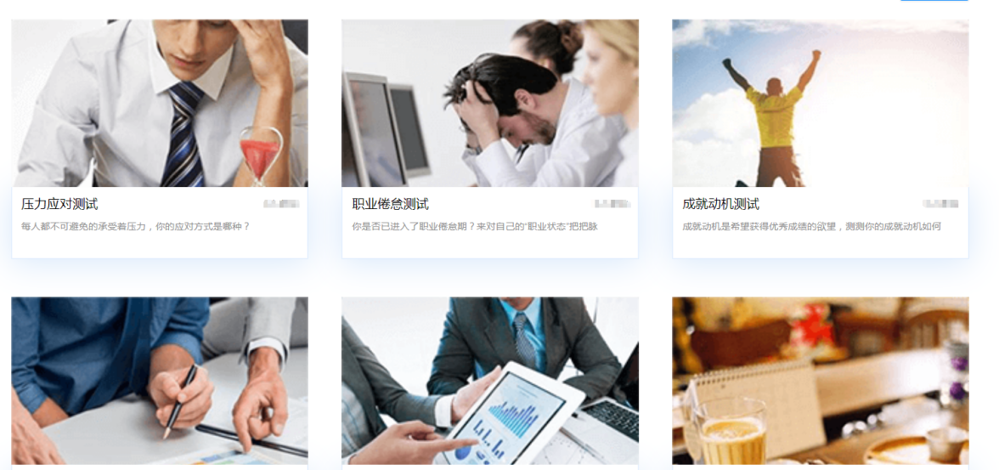 压力应对测试
每人都不可避免的承受着压力，你的应对方式是哪种？
职业倦怠测试
你是否已进入了职业倦怠期？来对自己的“职业状态”把把脉
成就动机测试
成就动机是希望获得优秀成绩的欲望，测测你的成就动机如何